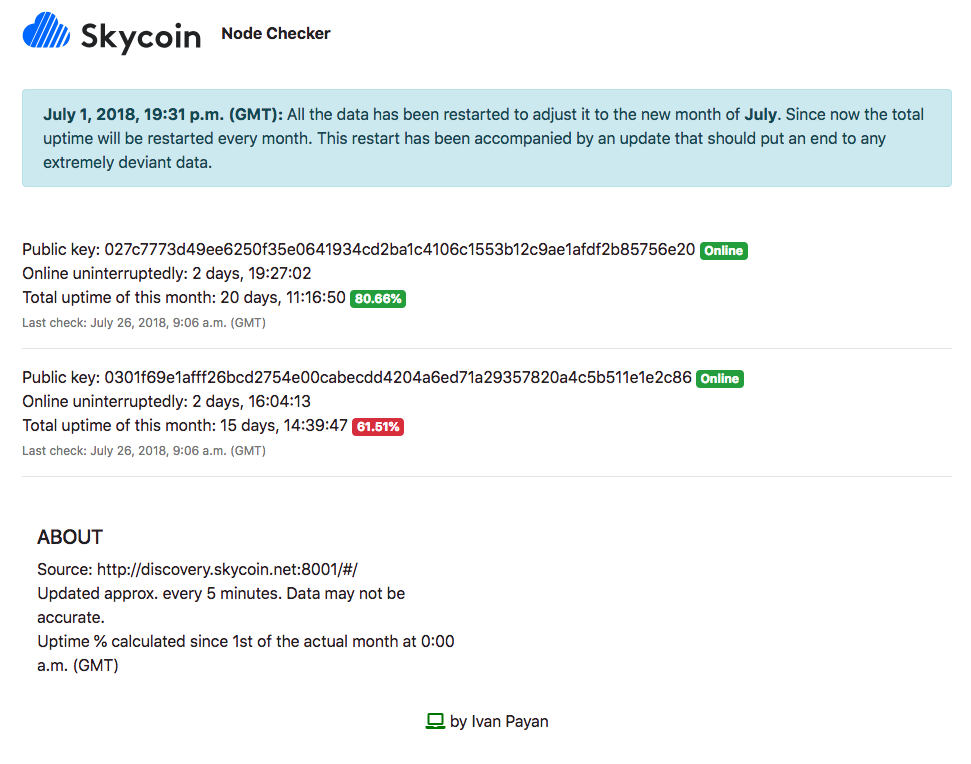 Skycoin Node Checker
July 1, 2018, 19:31 p.m. (GMT): All the data has been restarted to adjust it to the new month of July. Since now the total
uptime will be restarted every month. This restart has been accompanied by an update that should put an end to any
extremely deviant data.
Public key: 027c7773d49ee6250f35e0641934cd2ba1c4106c1553b12c9ae1afdf2b85756e20 Online
Online uninterruptedly: 2 days, 19:27:02
Total uptime of this month: 20 days, 11:16:50 80.66%
Last check: July 26, 2018, 9:06 a.m. (GMT)
Public key: 0301f69e1afff26bcd2754e00cabecdd4204a6ed71a29357820a4c5b511e1e2c86 Online
Online uninterruptedly: 2 days, 16:04:13
Total uptime of this month: 15 days, 14:39:47 61.51%
Last check: July 26, 2018, 9:06 a.m. (GMT)
ABOUT
Source: http://discovery.skycoin.net:8001/#/
Updated approx. every 5 minutes. Data may not be
accurate.
Uptime % calculated since 1st of the actual month at 0:00
a.m. (GMT)
by Ivan Payan